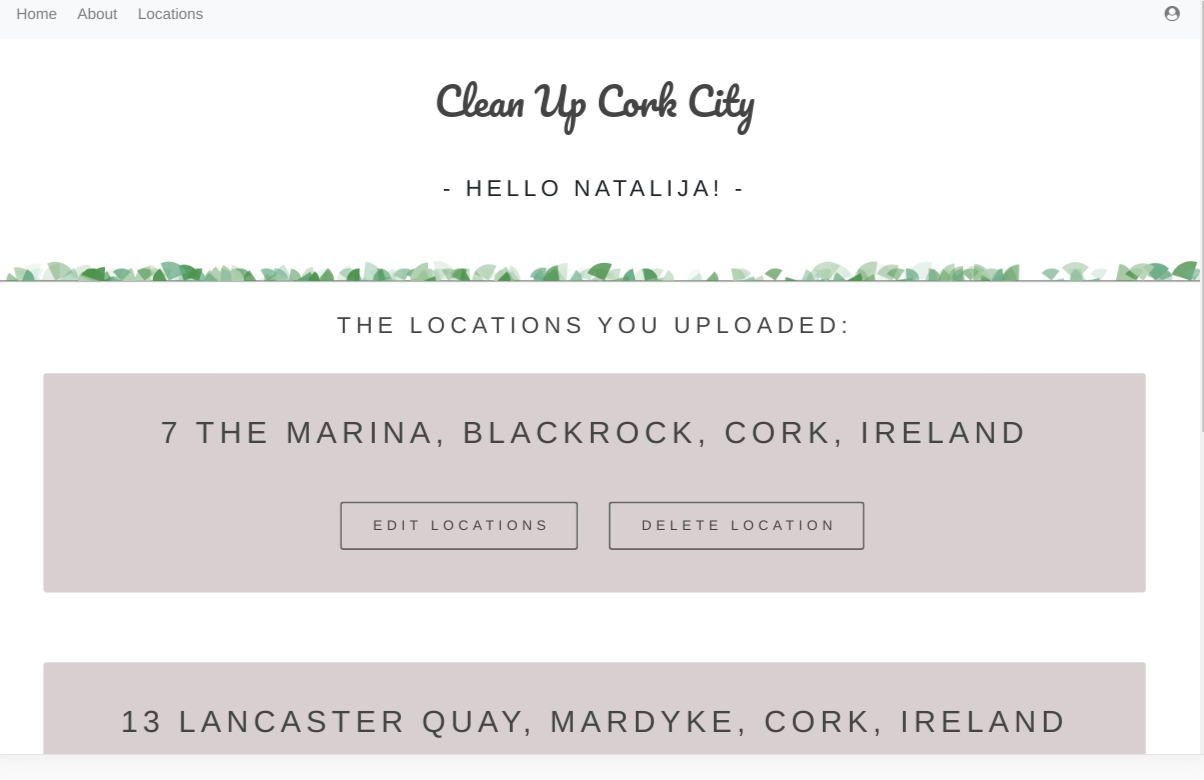 Home About Locations
Clean Up Cork City
- HELLO NATALIJA! -
THE LOCATIONS YOU UPLOADED:
7 THE MARINA, BLACKROCK, CORK, IRELAND
EDIT LOCATIONS DELETE LOCATION
13 LANCASTER QUAY, MARDYKE, CORK, IRELAND